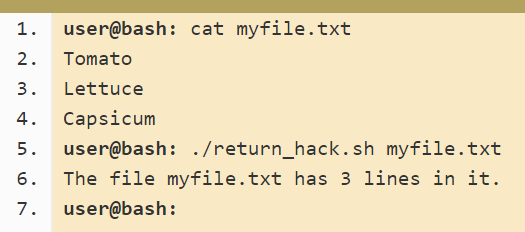 1. user@bash: cat myfile.txt
2. Tomato
3. Lettuce
4. Capsicum
5. user@bash: ./return_hack.sh myfile.txt
6. The file myfile.txt has 3 lines in it.
7. user@bash: